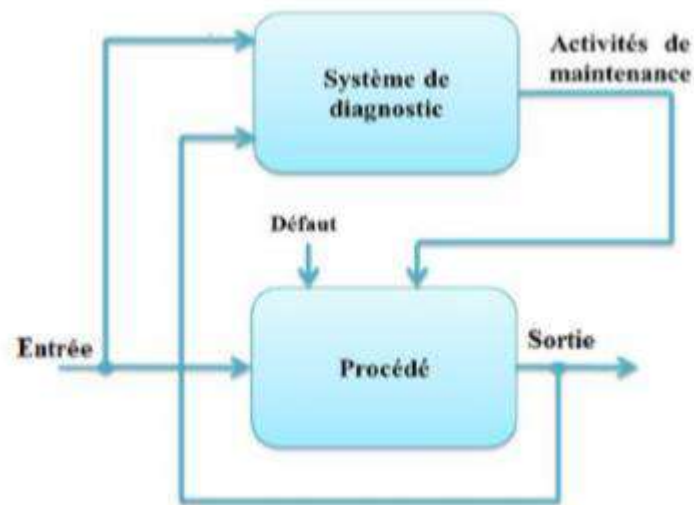 Activités de
maintenance
Système de
diagnostic
Défaut
Entrée
Procédé
Sortie